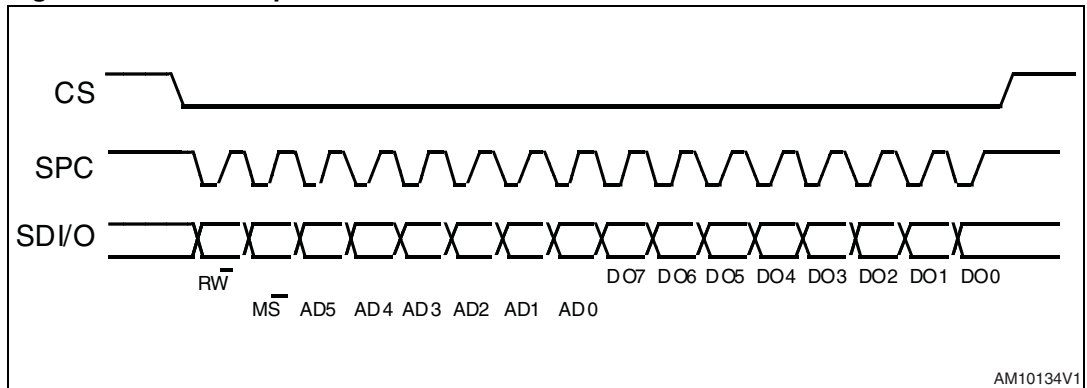 CS
SPC
SDI/O
RW
DO7 DO6 DO5 DO4 DO3 DO2 DO1 DO0
MS AD5 AD4 AD3 AD2 AD1 AD0
AM10134V1